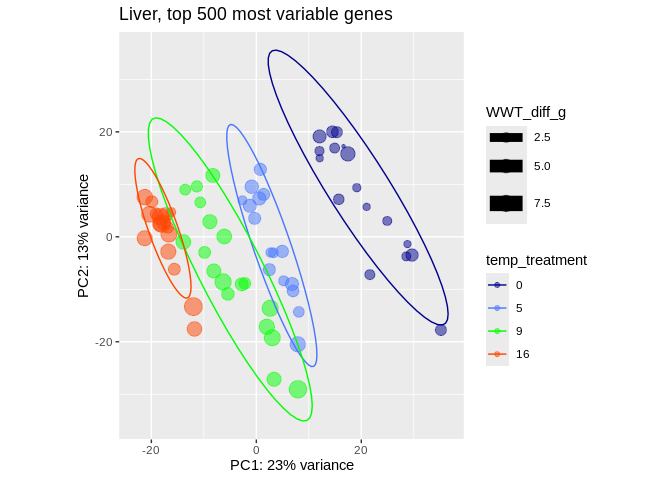 Liver, top 500 most variable genes
PC2: 13% variance
20
0
-20
-20
0
20
PC1: 23% variance
WWT_diff_g
2.5
5.0
7.5
temp_treatment
0
5
9
16